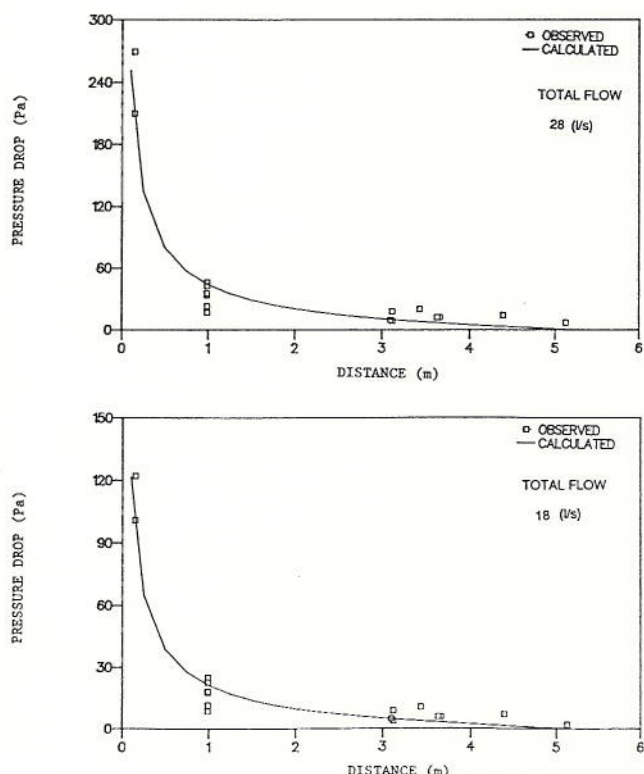 300
240
180
120
60
0
PRESSURE DROP (Pa)
OBSERVED
CALCULATED
TOTAL FLOW
28 (l/s)
0 1 2 3 4 5 6
DISTANCE (m)
150
120
90
60
30
0
PRESSURE DROP (Pa)
OBSERVED
CALCULATED
TOTAL FLOW
18 (l/s)
0 1 2 3 4 5 6
DISTANCE (m)